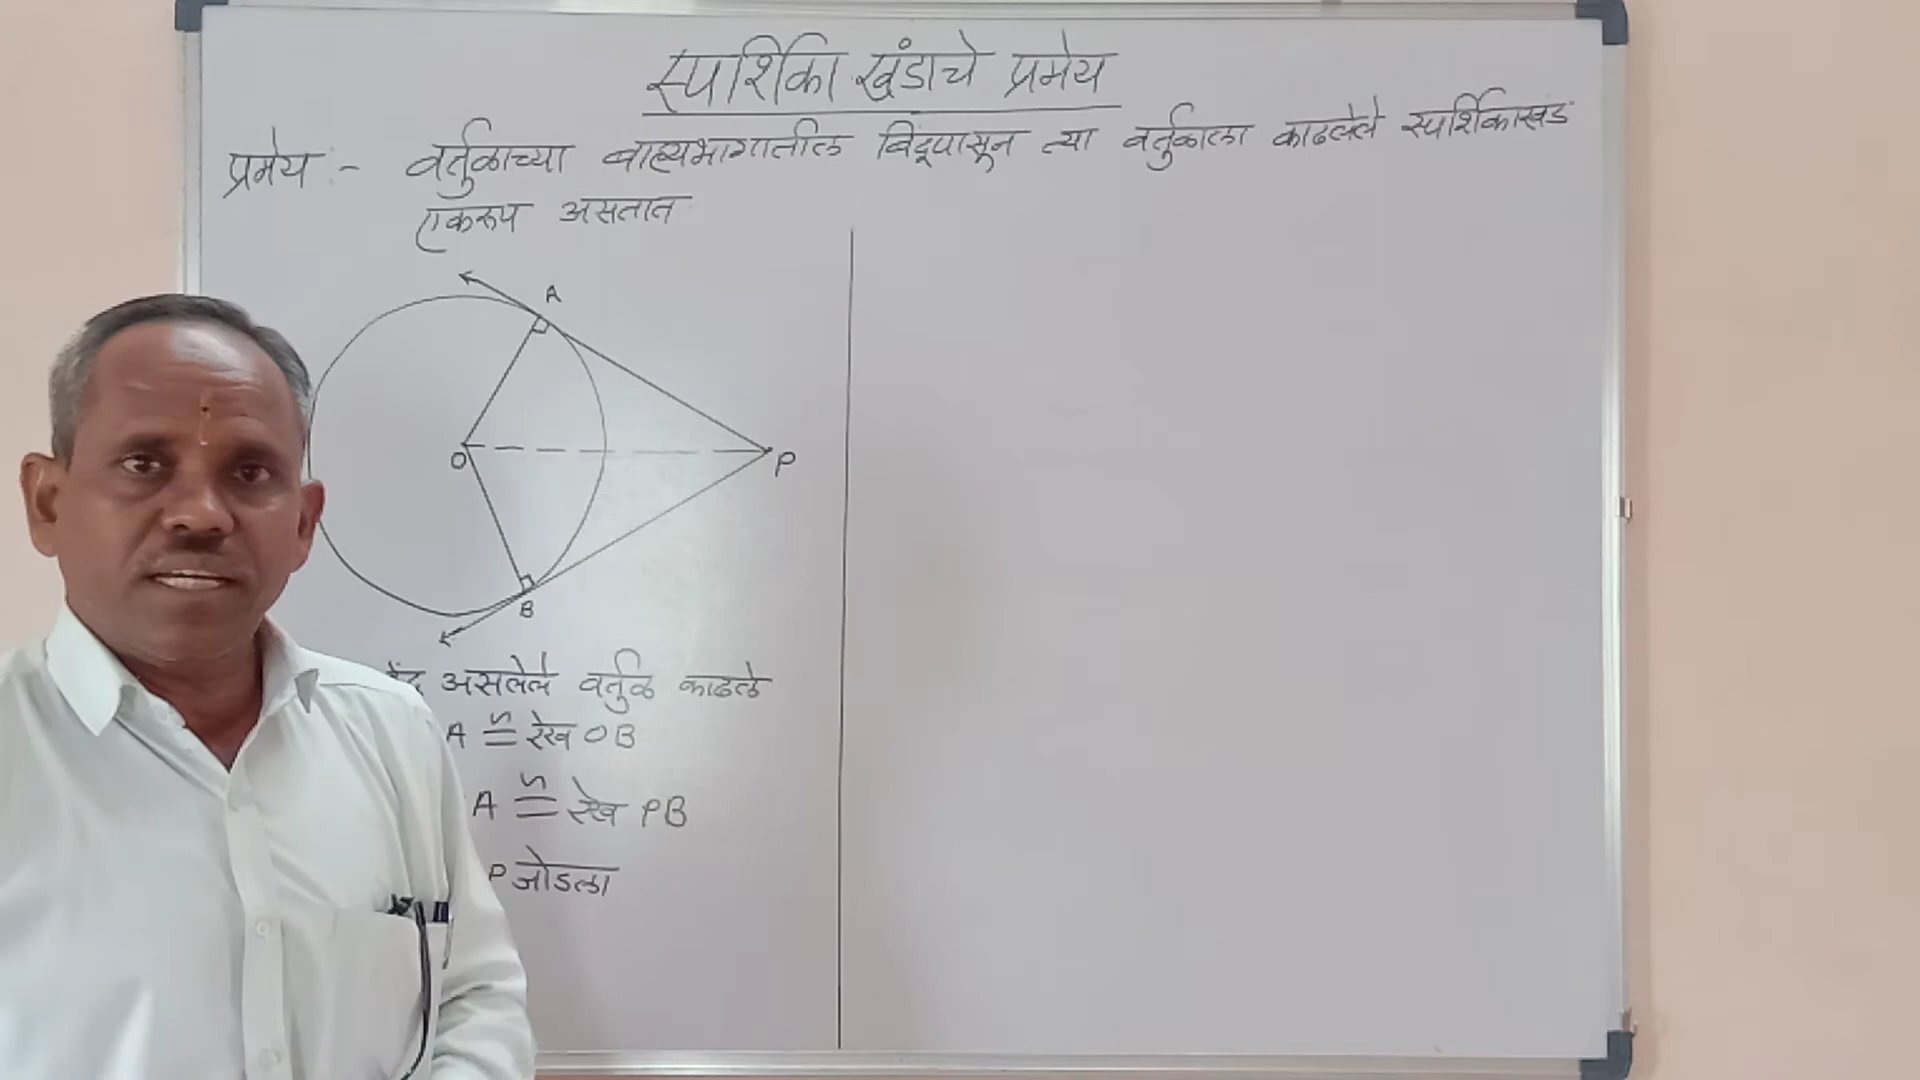 स्पर्शिका खंडाचे प्रमेय
प्रमेय :- वर्तुळाच्या बाह्यभागातील बिंदूपासून त्या वर्तुळाला काढलेले स्पर्शिकाखंड
एकरूप असतात
A
O
P
B
असलेले वर्तुळ काढले
A ≅ रेख OB
A ≅ रेख PB
P जोडला